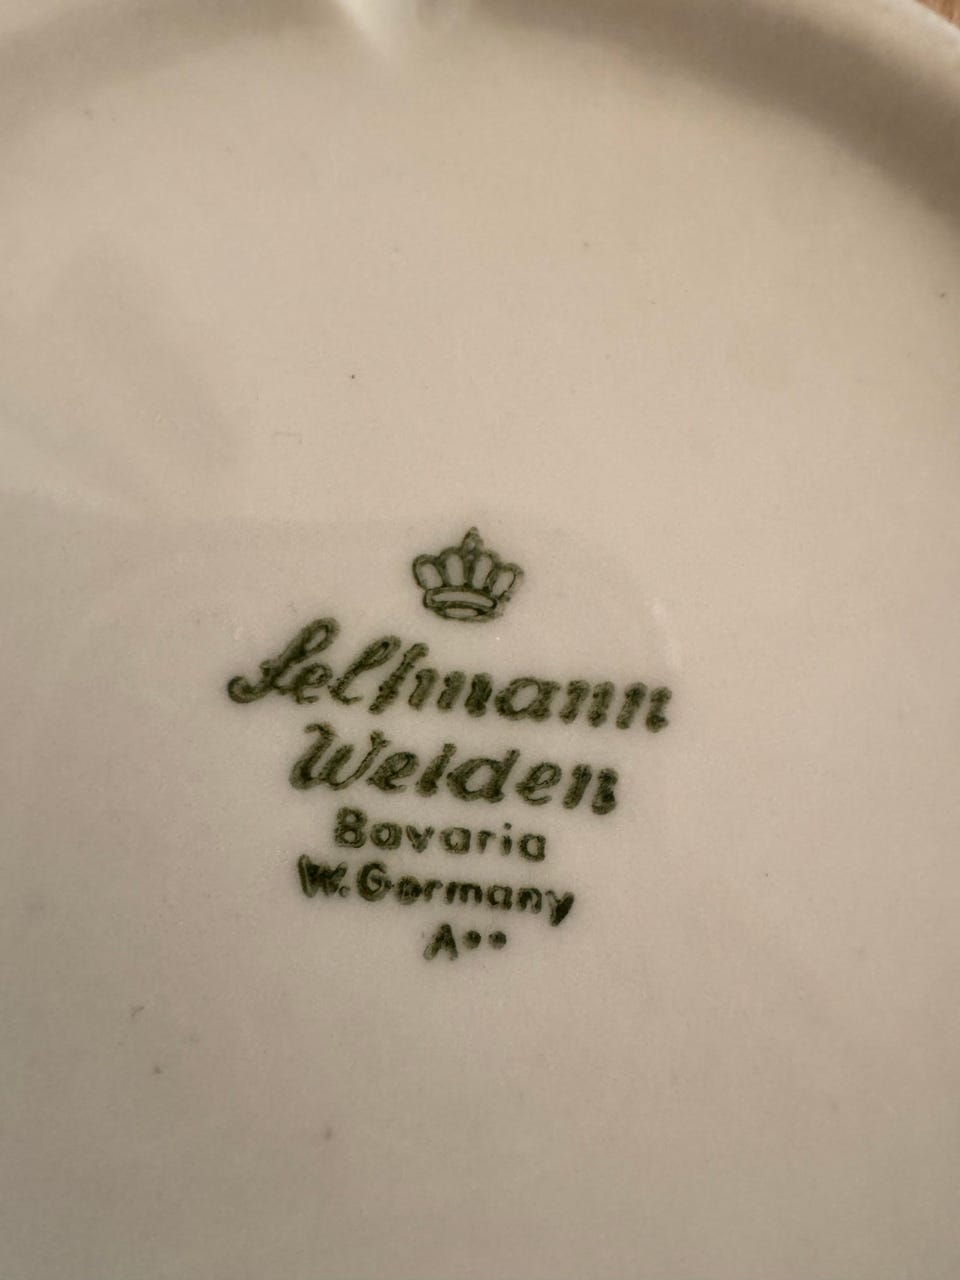 Seltmann
Weiden
Bavaria
W. Germany
A••